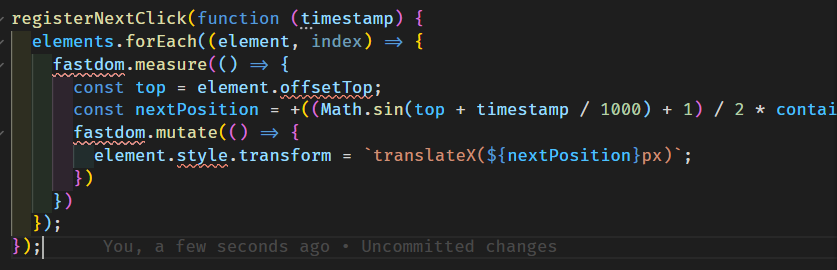 registerNextClick(function (timestamp) {
elements.forEach((element, index) => {
fastdom.measure(() => {
const top = element.offsetTop;
const nextPosition = +((Math.sin(top + timestamp / 1000) + 1) / 2 * contai
fastdom.mutate(() => {
element.style.transform = `translateX(${nextPosition}px)`;
})
})
});
}); You, a few seconds ago • Uncommitted changes